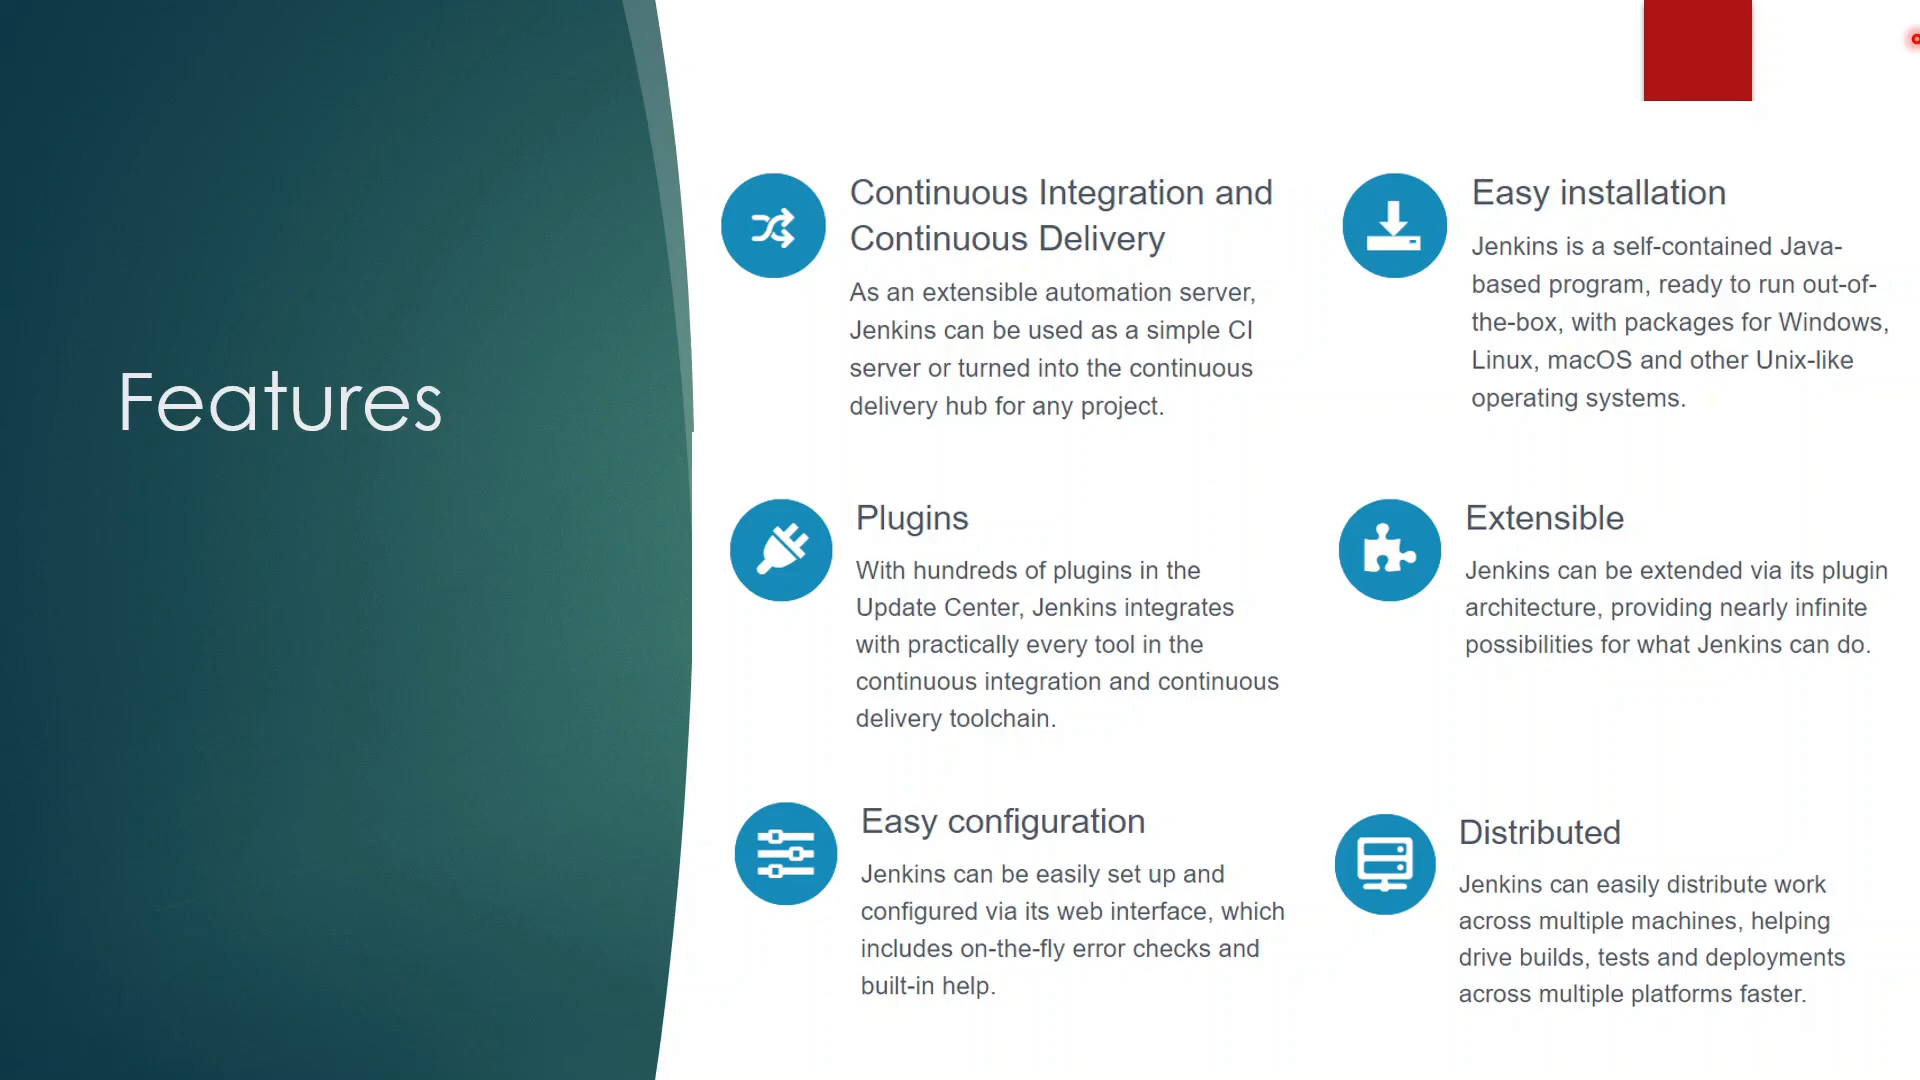 Features
Continuous Integration and
Continuous Delivery
As an extensible automation server,
Jenkins can be used as a simple CI
server or turned into the continuous
delivery hub for any project.
Easy installation
Jenkins is a self-contained Java-
based program, ready to run out-of-
the-box, with packages for Windows,
Linux, macOS and other Unix-like
operating systems.
Plugins
With hundreds of plugins in the
Update Center, Jenkins integrates
with practically every tool in the
continuous integration and continuous
delivery toolchain.
Extensible
Jenkins can be extended via its plugin
architecture, providing nearly infinite
possibilities for what Jenkins can do.
Easy configuration
Jenkins can be easily set up and
configured via its web interface, which
includes on-the-fly error checks and
built-in help.
Distributed
Jenkins can easily distribute work
across multiple machines, helping
drive builds, tests and deployments
across multiple platforms faster.